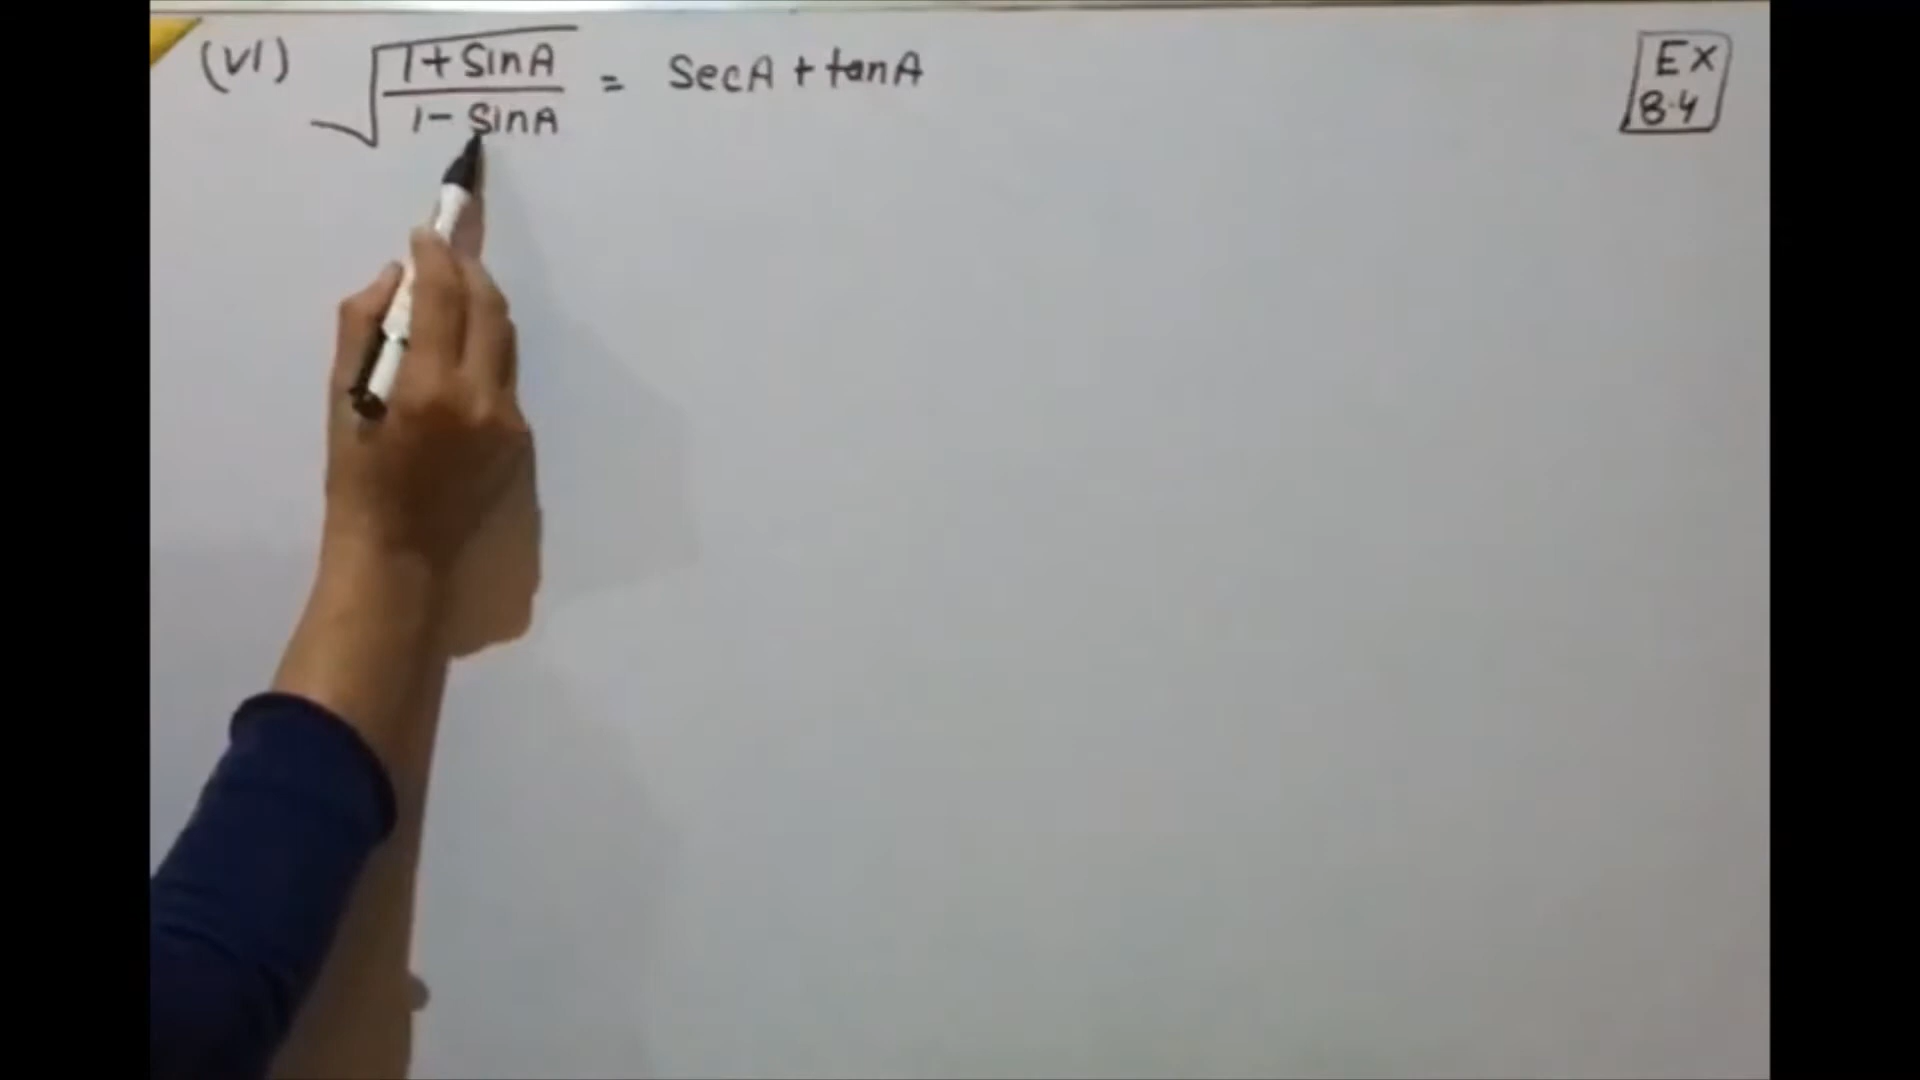 (VI) √(1+SinA / 1-SinA) = SecA + tanA
EX
8.4